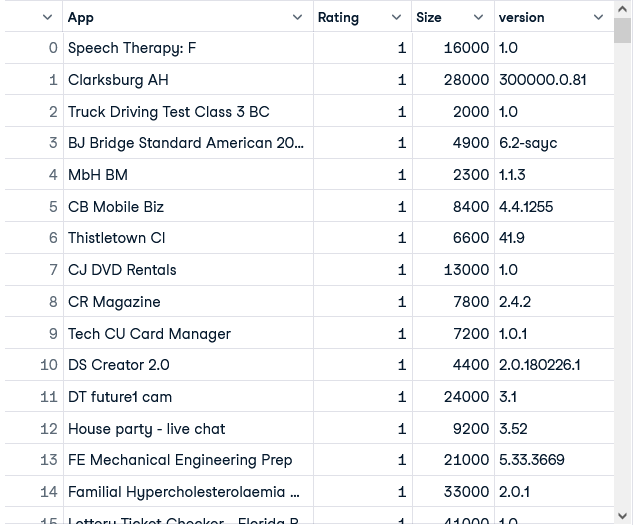 App Rating Size version
0 Speech Therapy: F 1 16000 1.0
1 Clarksburg AH 1 28000 300000.0.81
2 Truck Driving Test Class 3 BC 1 2000 1.0
3 BJ Bridge Standard American 20... 1 4900 6.2-sayc
4 MbH BM 1 2300 1.1.3
5 CB Mobile Biz 1 8400 4.4.1255
6 Thistletown CI 1 6600 41.9
7 CJ DVD Rentals 1 13000 1.0
8 CR Magazine 1 7800 2.4.2
9 Tech CU Card Manager 1 7200 1.0.1
10 DS Creator 2.0 1 4400 2.0.180226.1
11 DT future1 cam 1 24000 3.1
12 House party - live chat 1 9200 3.52
13 FE Mechanical Engineering Prep 1 21000 5.33.3669
14 Familial Hypercholesterolaemia ... 1 33000 2.0.1
15 Lottery Ticket Checker - Florida 1 41000 1.0